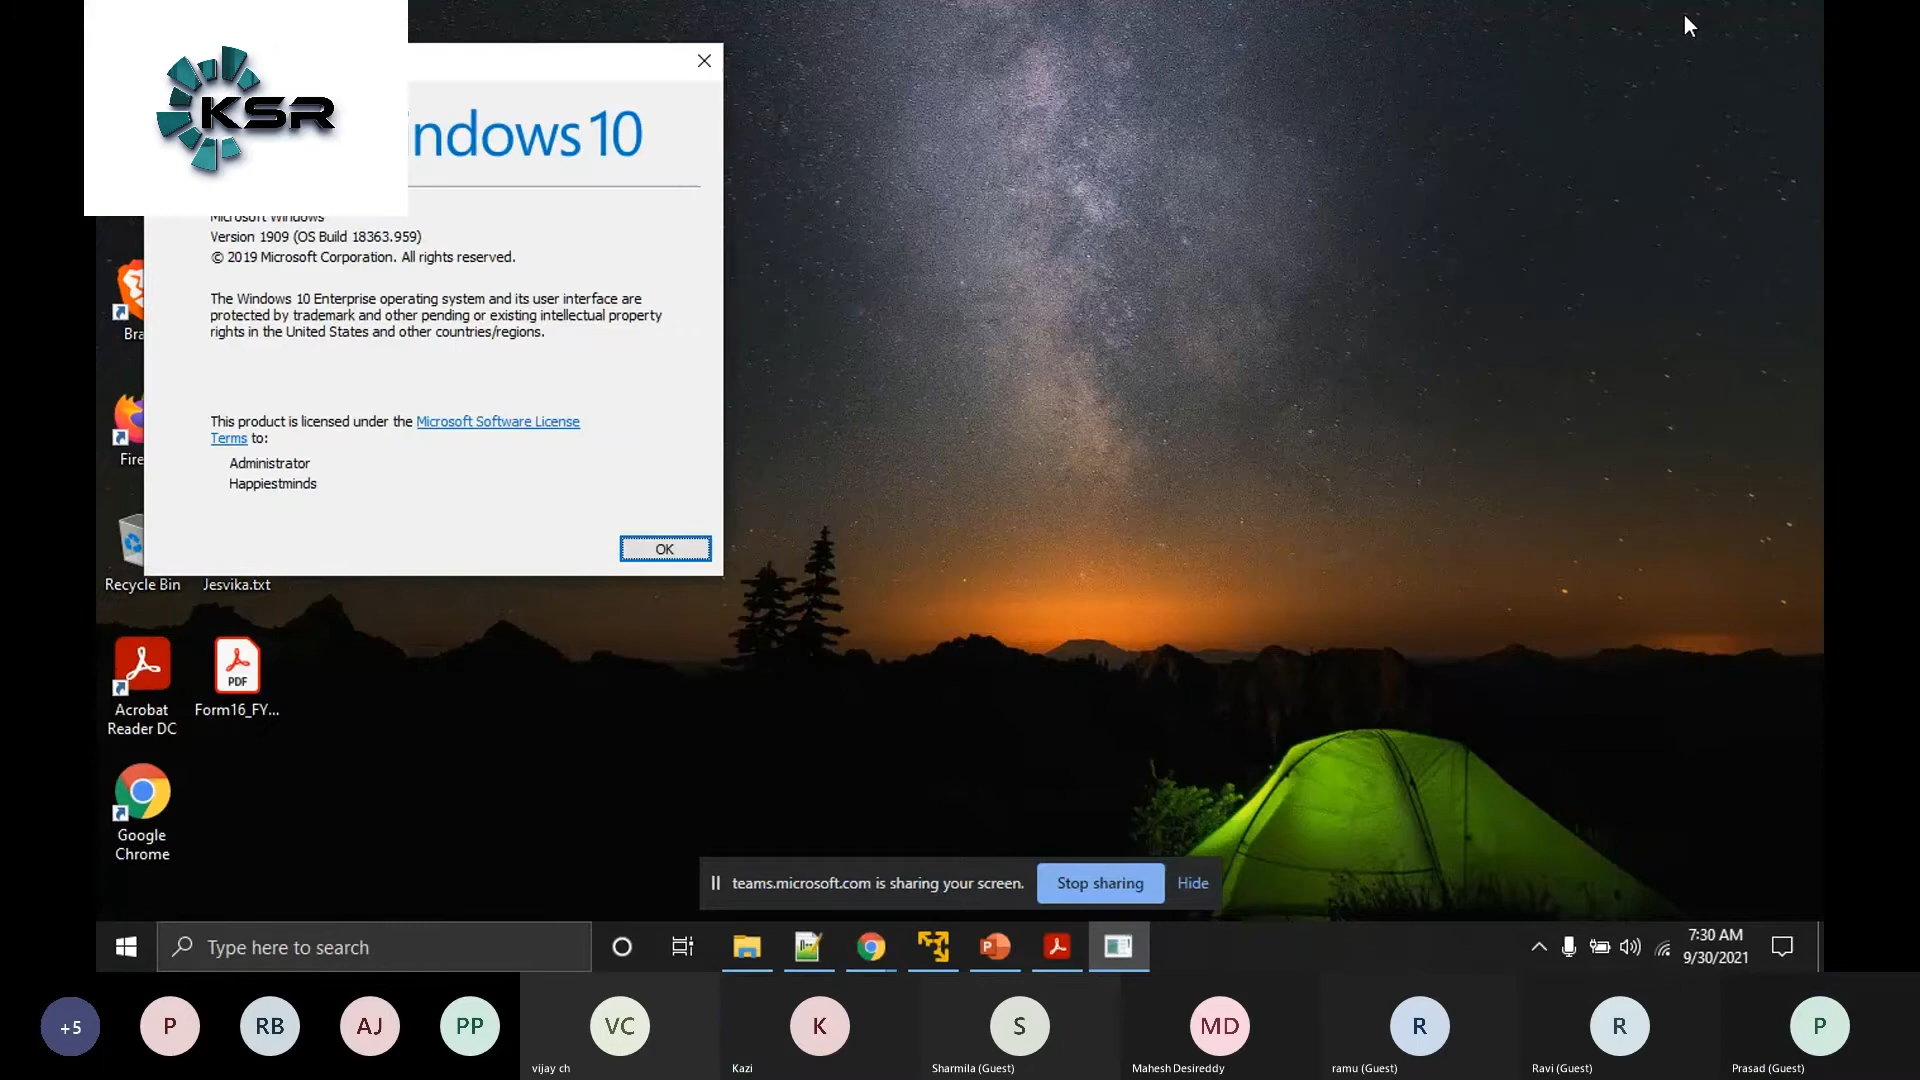 KSR
ndows 10
Microsoft Windows
Version 1909 (OS Build 18363.959)
© 2019 Microsoft Corporation. All rights reserved.
The Windows 10 Enterprise operating system and its user interface are
protected by trademark and other pending or existing intellectual property
rights in the United States and other countries/regions.
This product is licensed under the Microsoft Software License
Terms to:
Administrator
Happiestminds
OK
Bra
Fire
Recycle Bin
Jesvika.txt
PDF
Acrobat
Reader DC
Form16_FY...
Google
Chrome
teams.microsoft.com is sharing your screen.
Stop sharing
Hide
Type here to search
7:30 AM
9/30/2021
+5
P
RB
AJ
PP
VC
K
S
MD
R
R
P
vijay ch
Kazi
Sharmila (Guest)
Mahesh Desireddy
ramu (Guest)
Ravi (Guest)
Prasad (Guest)